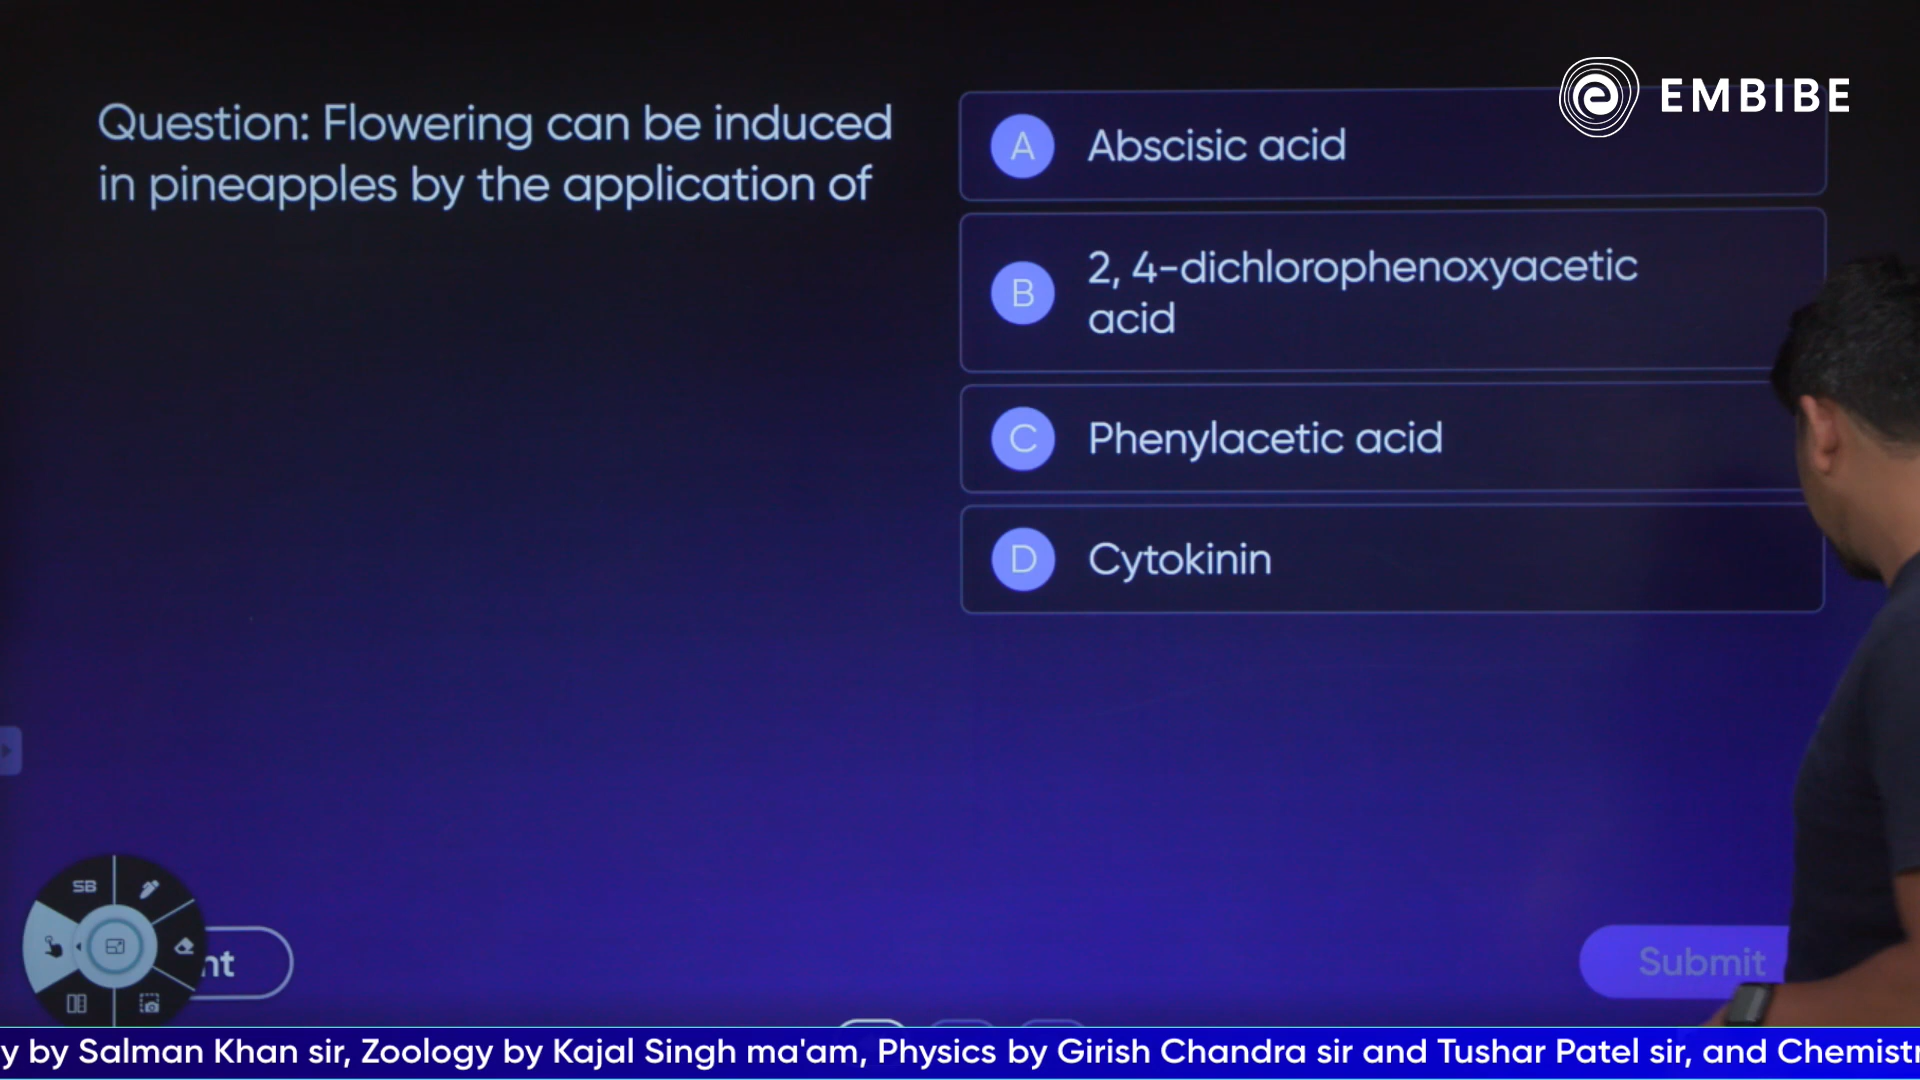 EMBIBE
Question: Flowering can be induced
in pineapples by the application of
A Abscisic acid
B 2, 4-dichlorophenoxyacetic
acid
C Phenylacetic acid
D Cytokinin
SB
nt
Submit
y by Salman Khan sir, Zoology by Kajal Singh ma'am, Physics by Girish Chandra sir and Tushar Patel sir, and Chemistr